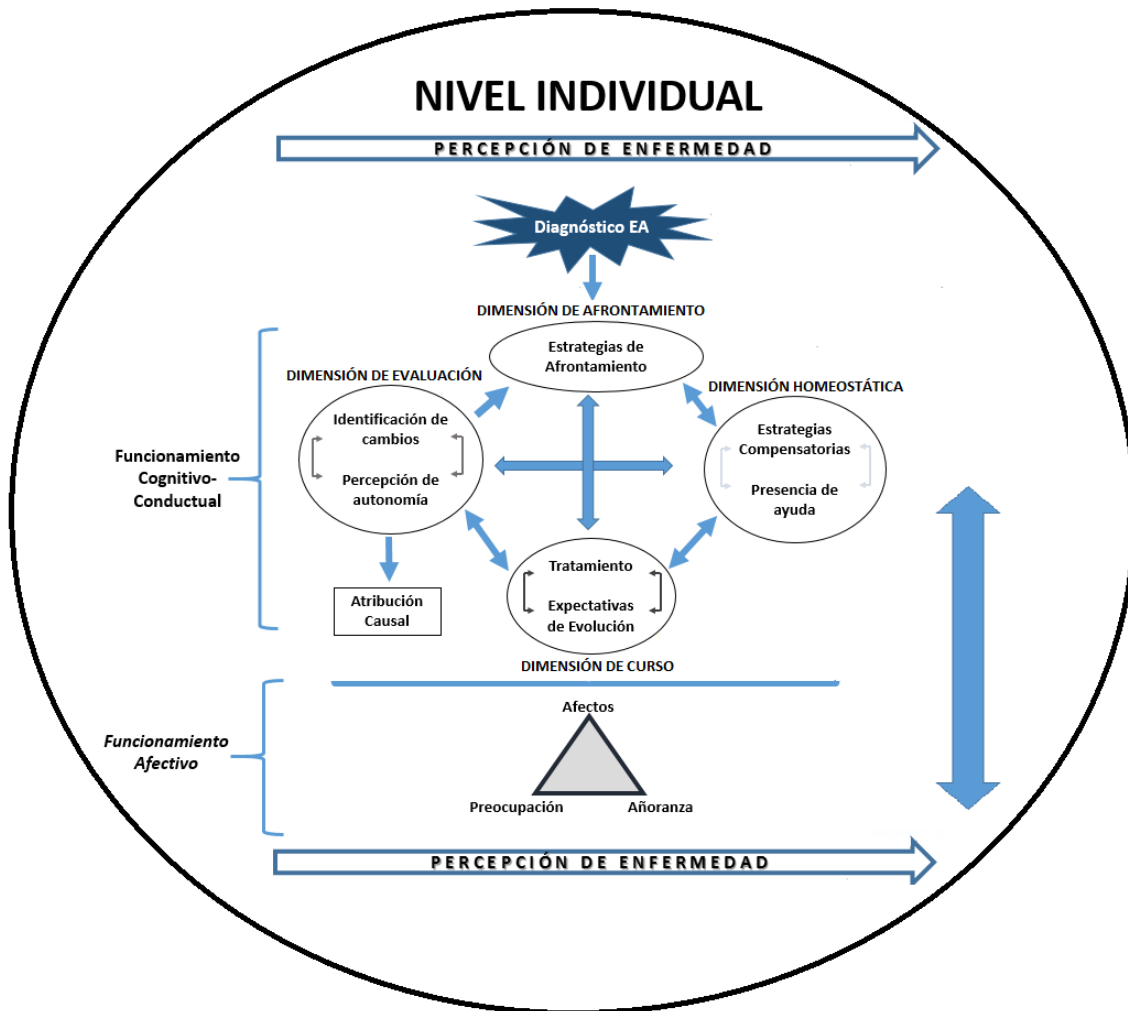 NIVEL INDIVIDUAL
PERCEPCIÓN DE ENFERMEDAD
Diagnóstico EA
DIMENSIÓN DE AFRONTAMIENTO
Estrategias de
Afrontamiento
DIMENSIÓN DE EVALUACIÓN
Identificación de
cambios
Percepción de
autonomía
DIMENSIÓN HOMEOSTÁTICA
Estrategias
Compensatorias
Presencia de
ayuda
Funcionamiento
Cognitivo-
Conductual
Atribución
Causal
Tratamiento
Expectativas
de Evolución
DIMENSIÓN DE CURSO
Funcionamiento
Afectivo
Afectos
Preocupación
Añoranza
PERCEPCIÓN DE ENFERMEDAD